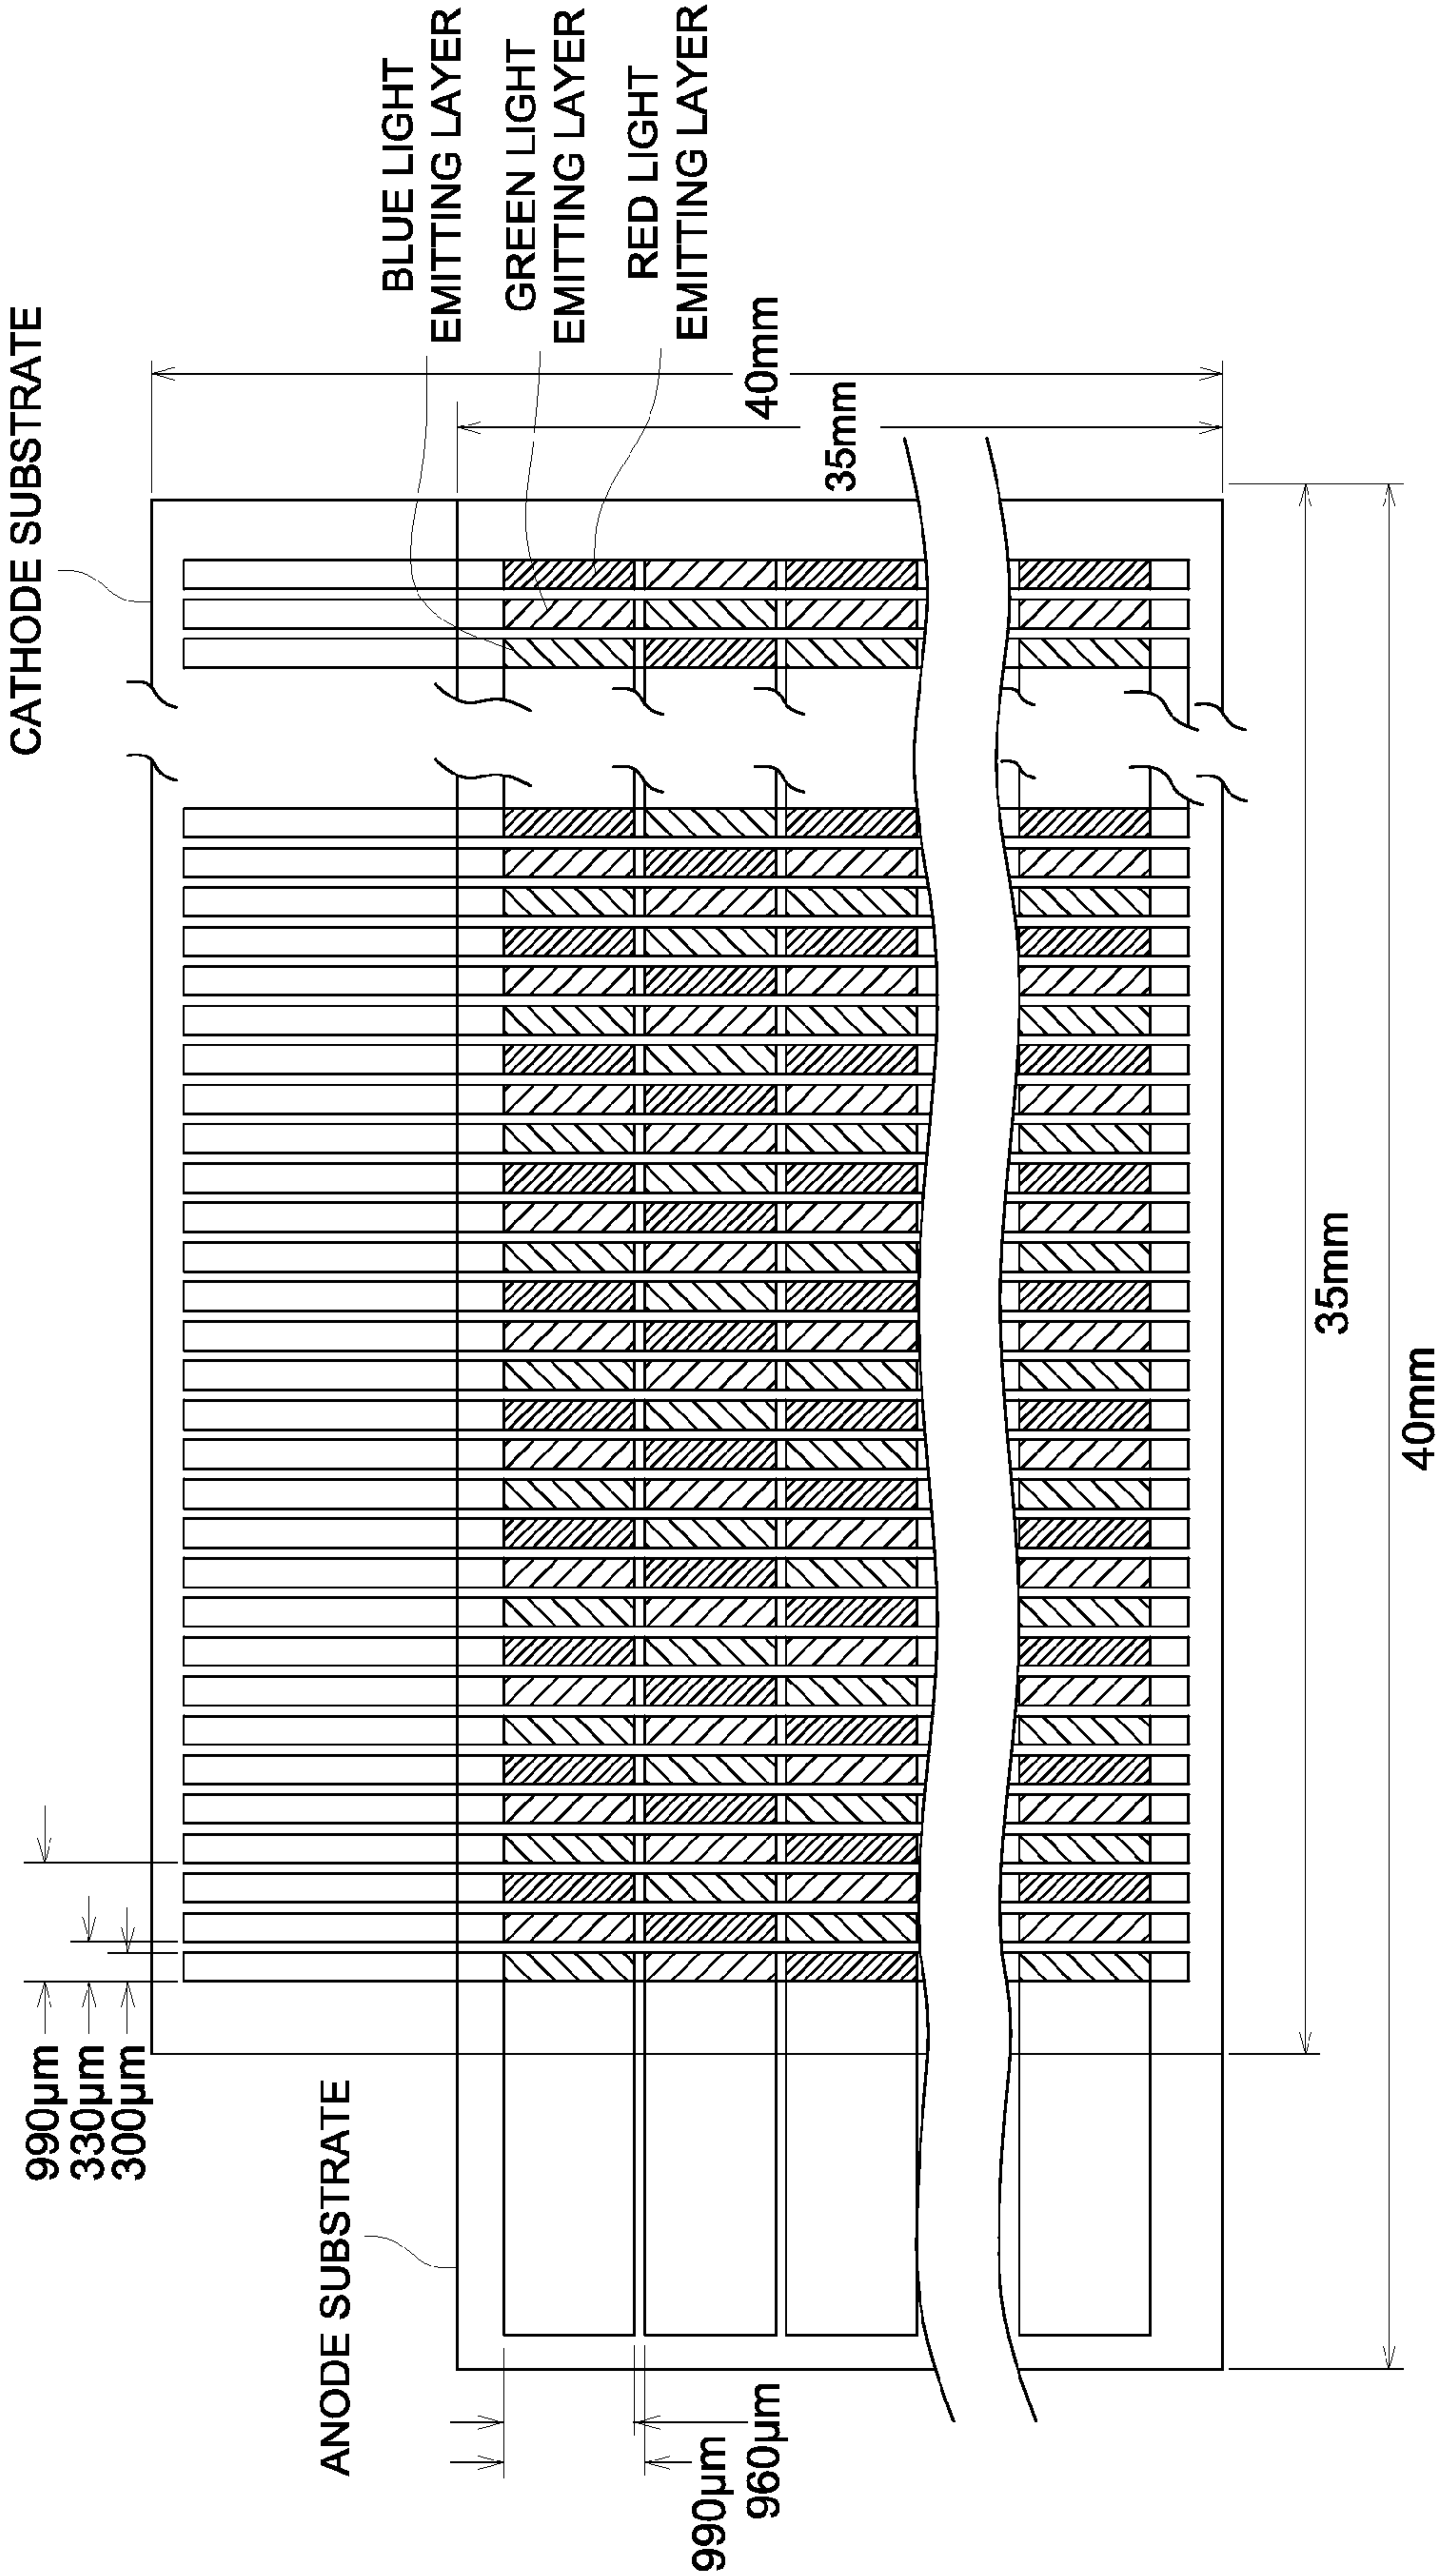 CATHODE SUBSTRATE
BLUE LIGHT
EMITTING LAYER
GREEN LIGHT
EMITTING LAYER
RED LIGHT
EMITTING LAYER
40mm
35mm
990μm
330μm
300μm
ANODE SUBSTRATE
990μm
960μm
35mm
40mm